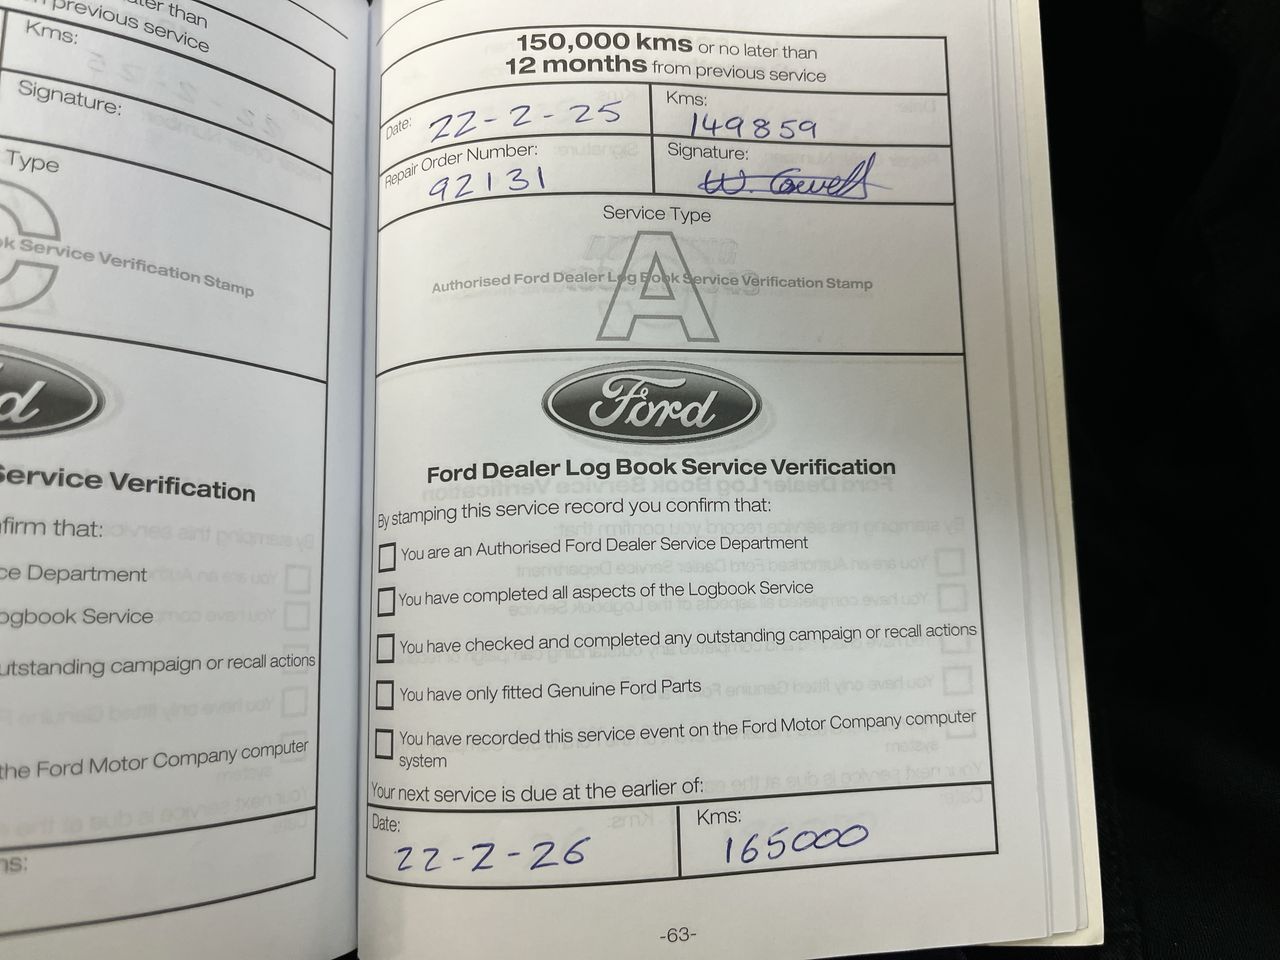 ater than
previous service
Kms:
Signature:
Type
ok Service Verification Stamp
d
Service Verification
firm that:
ce Department
ogbook Service
utstanding campaign or recall actions
the Ford Motor Company computer
ms:
150,000 kms or no later than
12 months from previous service
Date: 22-2-25
Kms: 149859
Repair Order Number: 92131
Signature:
Service Type
A
Authorised Ford Dealer Log Book Service Verification Stamp
Ford
Ford Dealer Log Book Service Verification
By stamping this service record you confirm that:
You are an Authorised Ford Dealer Service Department
You have completed all aspects of the Logbook Service
You have checked and completed any outstanding campaign or recall actions
You have only fitted Genuine Ford Parts
You have recorded this service event on the Ford Motor Company computer
system
Your next service is due at the earlier of:
Date: 22-2-26
Kms: 165000
-63-